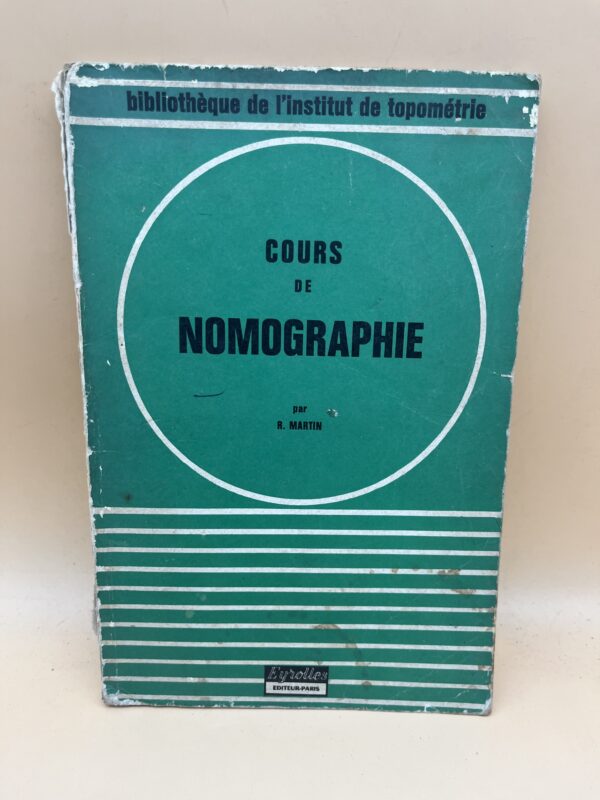 bibliothèque de l'institut de topométrie
COURS
DE
NOMOGRAPHIE
par
R. MARTIN
Eyrolles
EDITEUR-PARIS